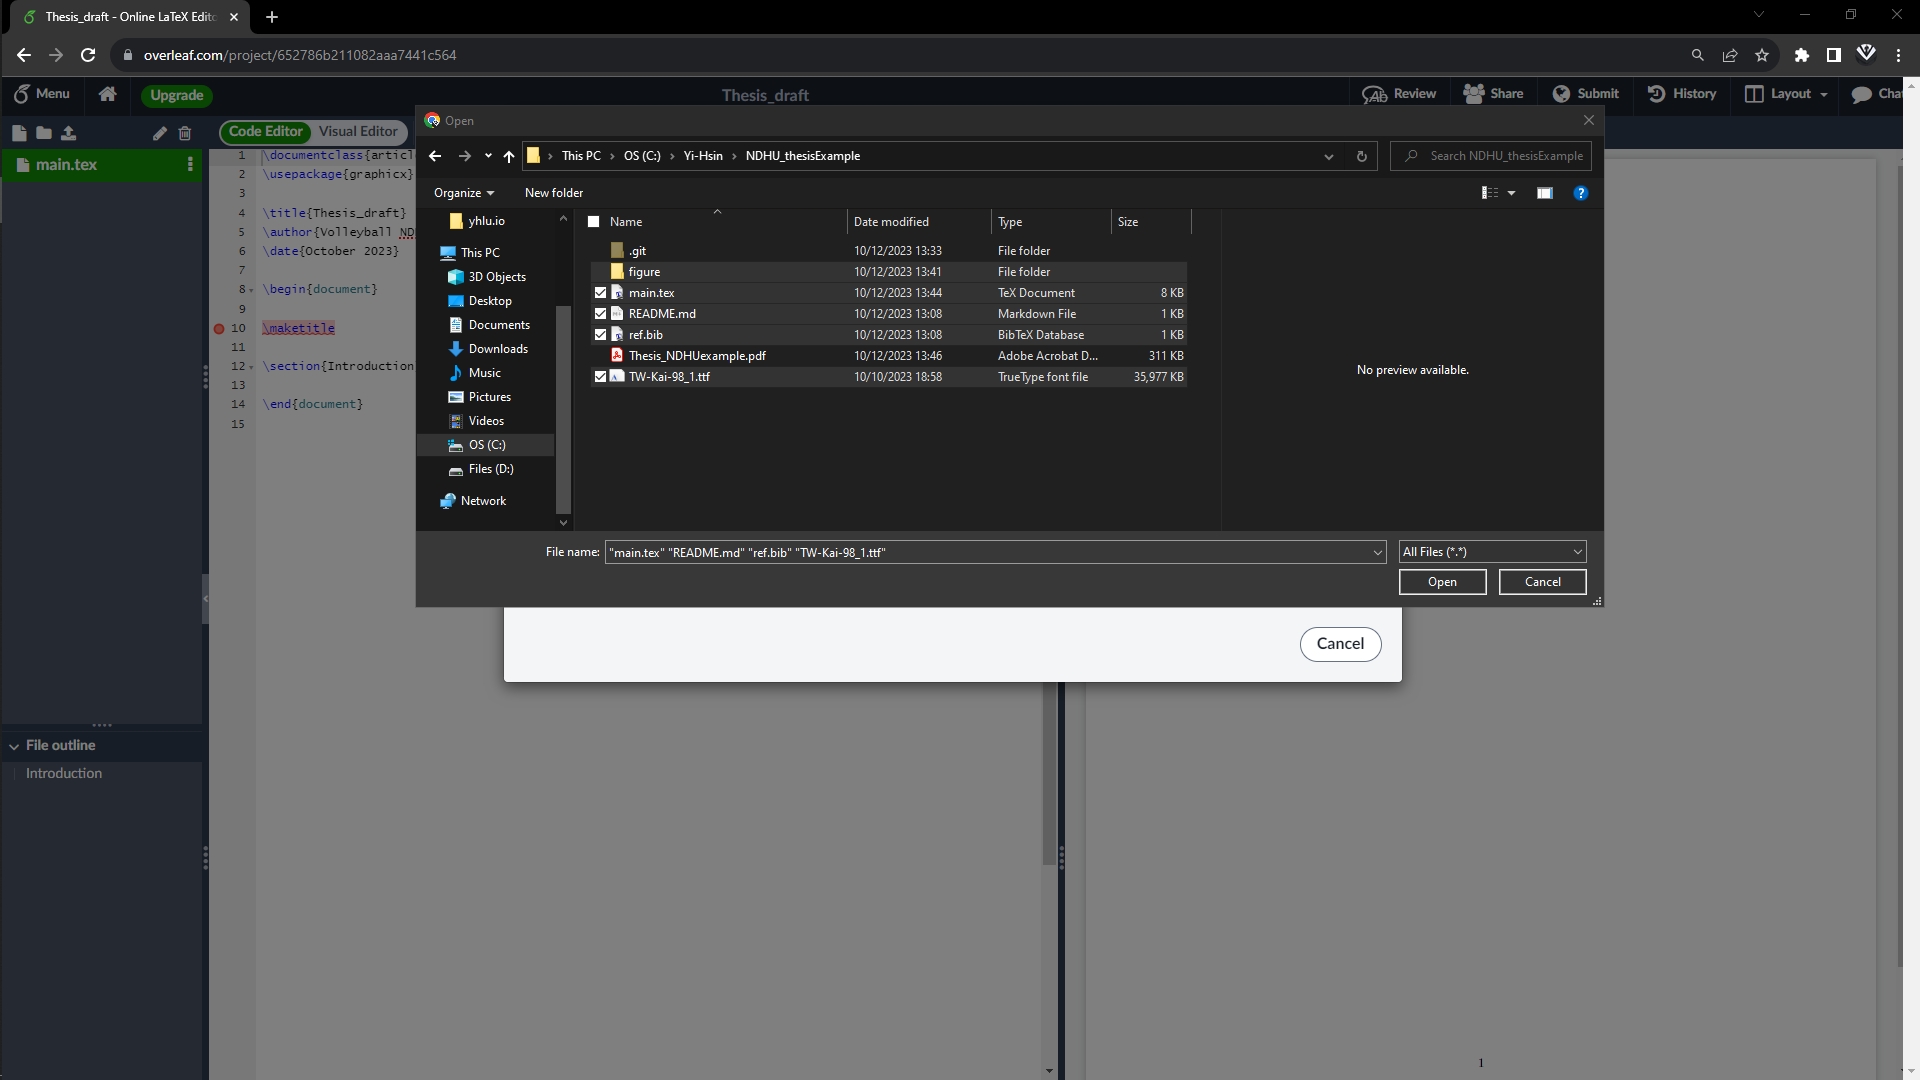 Thesis_draft - Online LaTeX Edito
overleaf.com/project/652786b211082aaa7441c564
Menu
Upgrade
Thesis_draft
Review
Share
Submit
History
Layout
Chat
Code Editor
Visual Editor
main.tex
1 \documentclass{articl
2 \usepackage{graphicx}
3
4 \title{Thesis_draft}
5 \author{Volleyball ND
6 \date{October 2023}
7
8 \begin{document}
9
10 \maketitle
11
12 \section{Introduction
13
14 \end{document}
15
File outline
Introduction
Open
This PC > OS (C:) > Yi-Hsin > NDHU_thesisExample
Search NDHU_thesisExample
Organize
New folder
yhlu.io
This PC
3D Objects
Desktop
Documents
Downloads
Music
Pictures
Videos
OS (C:)
Files (D:)
Network
Name Date modified Type Size
.git 10/12/2023 13:33 File folder
figure 10/12/2023 13:41 File folder
main.tex 10/12/2023 13:44 TeX Document 8 KB
README.md 10/12/2023 13:08 Markdown File 1 KB
ref.bib 10/12/2023 13:08 BibTeX Database 1 KB
Thesis_NDHUexample.pdf 10/12/2023 13:46 Adobe Acrobat D... 311 KB
TW-Kai-98_1.ttf 10/10/2023 18:58 TrueType font file 35,977 KB
No preview available.
File name: "main.tex" "README.md" "ref.bib" "TW-Kai-98_1.ttf"
All Files (*.*)
Open
Cancel
Cancel
1